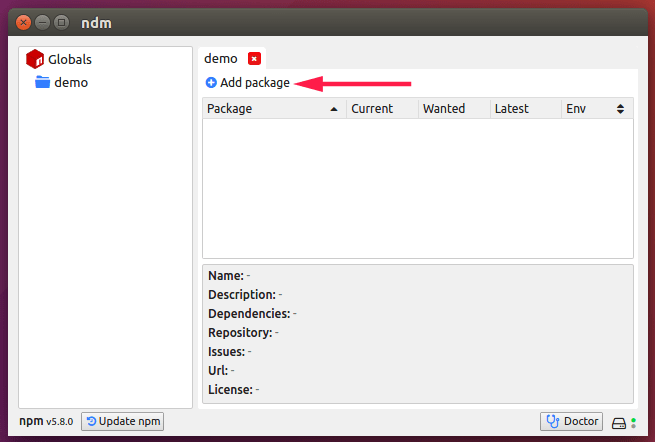 ndm
Globals
demo
demo
Add package
Package Current Wanted Latest Env
Name: -
Description: -
Dependencies: -
Repository: -
Issues: -
Url: -
License: -
npm v5.8.0 Update npm Doctor